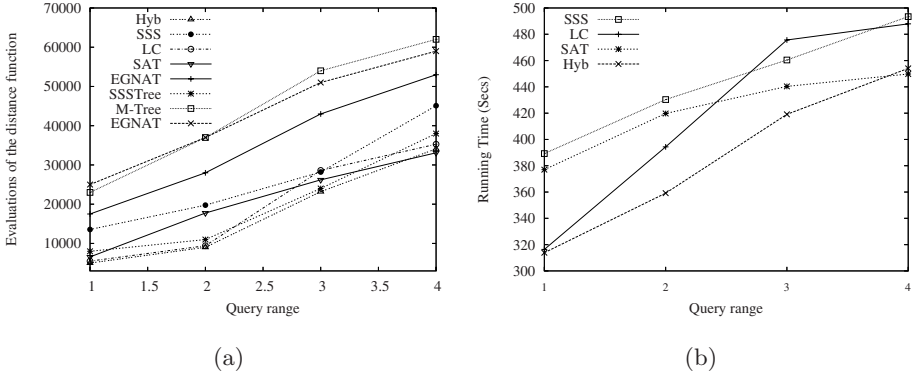 Evaluations of the distance function
70000
60000
50000
40000
30000
20000
10000
Hyb
SSS
LC
SAT
EGNAT
SSSTree
M-Tree
EGNAT
1 1.5 2 2.5 3 3.5 4
Query range
(a)
Running Time (Secs)
500
480
460
440
420
400
380
360
340
320
300
SSS
LC
SAT
Hyb
1 2 3 4
Query range
(b)